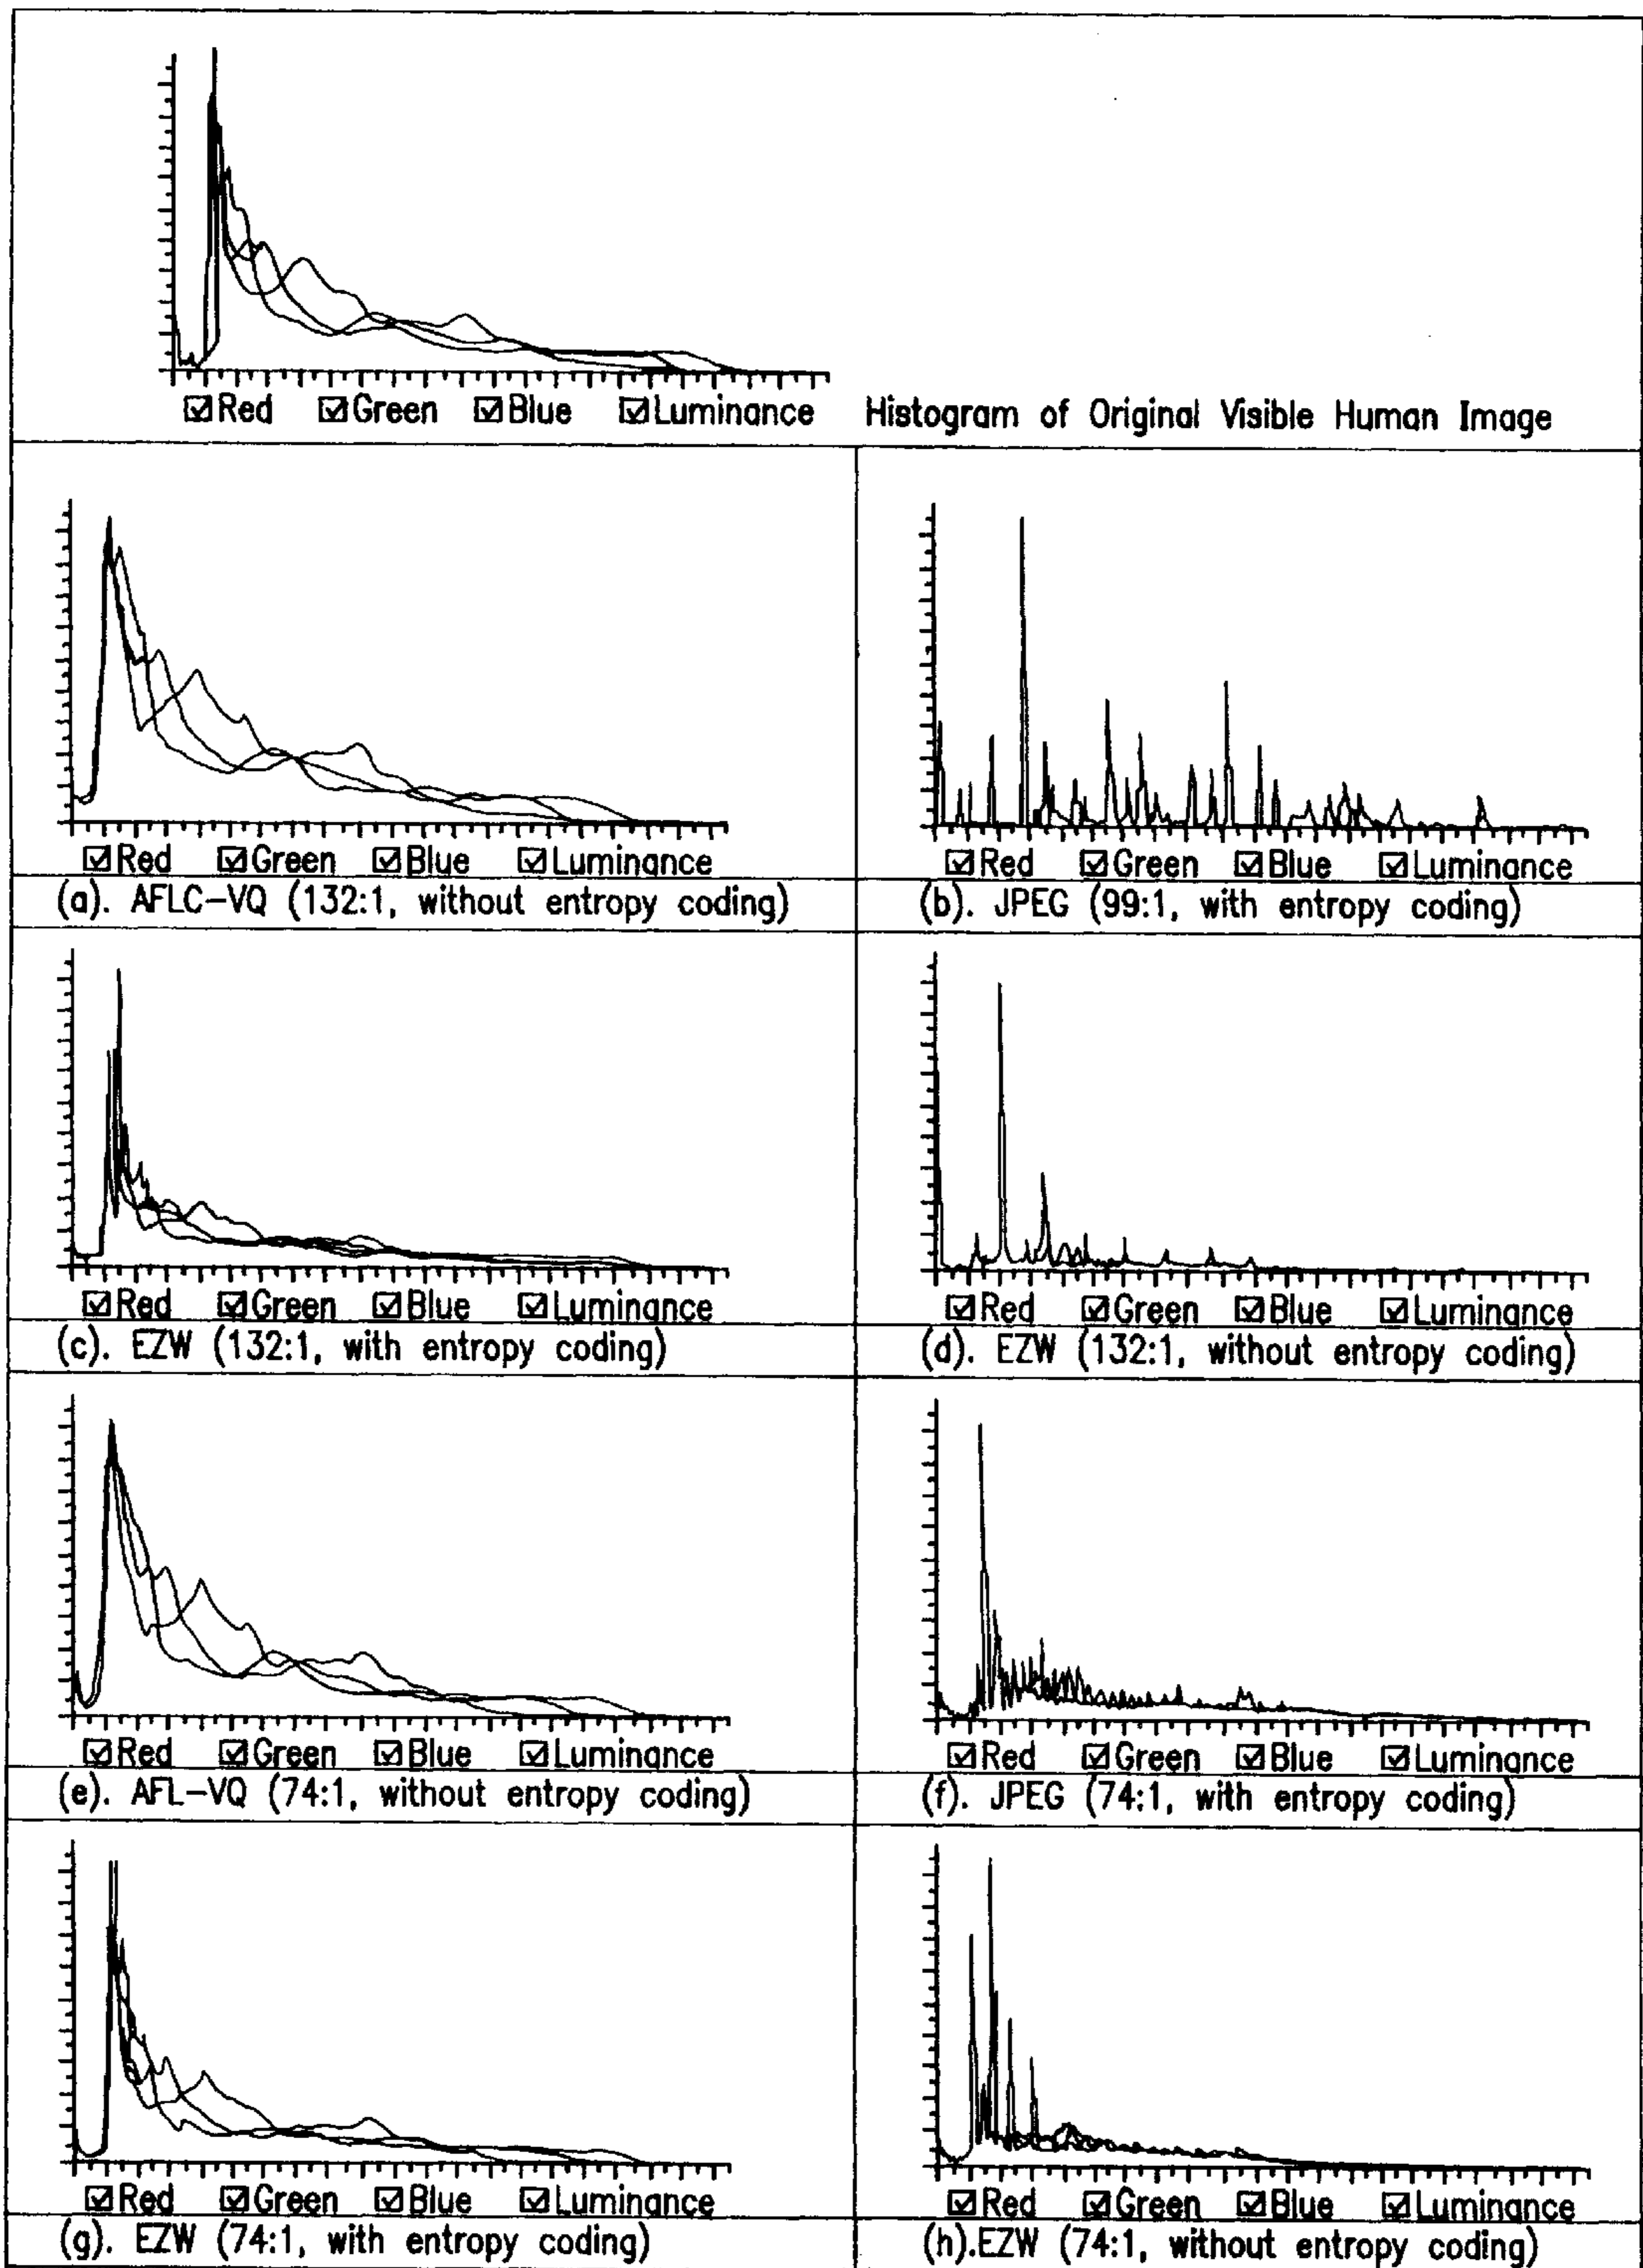 ☑Red ☑Green ☑Blue ☑Luminance Histogram of Original Visible Human Image
☑Red ☑Green ☑Blue ☑Luminance
(a). AFLC-VQ (132:1, without entropy coding)
☑Red ☑Green ☑Blue ☑Luminance
(b). JPEG (99:1, with entropy coding)
☑Red ☑Green ☑Blue ☑Luminance
(c). EZW (132:1, with entropy coding)
☑Red ☑Green ☑Blue ☑Luminance
(d). EZW (132:1, without entropy coding)
☑Red ☑Green ☑Blue ☑Luminance
(e). AFL-VQ (74:1, without entropy coding)
☑Red ☑Green ☑Blue ☑Luminance
(f). JPEG (74:1, with entropy coding)
☑Red ☑Green ☑Blue ☑Luminance
(g). EZW (74:1, with entropy coding)
☑Red ☑Green ☑Blue ☑Luminance
(h).EZW (74:1, without entropy coding)